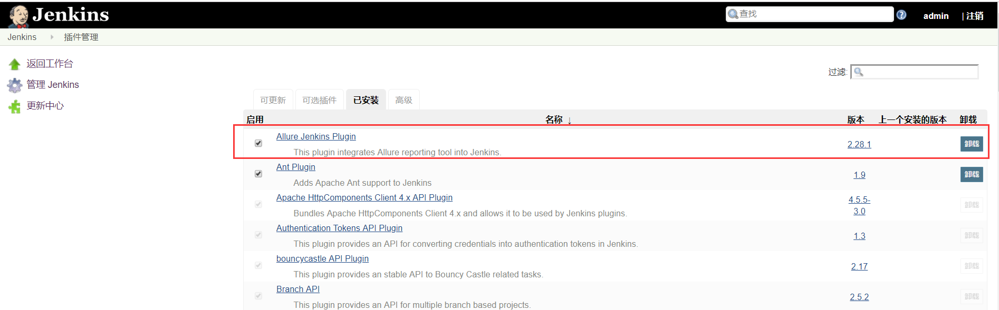 Jenkins
查找
admin
| 注销
Jenkins
插件管理
返回工作台
管理 Jenkins
更新中心
过滤:
可更新
可选插件
已安装
高级
启用
名称 ↓
版本
上一个安装的版本
卸载
Allure Jenkins Plugin
This plugin integrates Allure reporting tool into Jenkins.
2.28.1
卸载
Ant Plugin
Adds Apache Ant support to Jenkins
1.9
卸载
Apache HttpComponents Client 4.x API Plugin
Bundles Apache HttpComponents Client 4.x and allows it to be used by Jenkins plugins.
4.5.5-
3.0
卸载
Authentication Tokens API Plugin
This plugin provides an API for converting credentials into authentication tokens in Jenkins.
1.3
卸载
bouncycastle API Plugin
This plugin provides an stable API to Bouncy Castle related tasks.
2.17
卸载
Branch API
This plugin provides an API for multiple branch based projects.
2.5.2
卸载